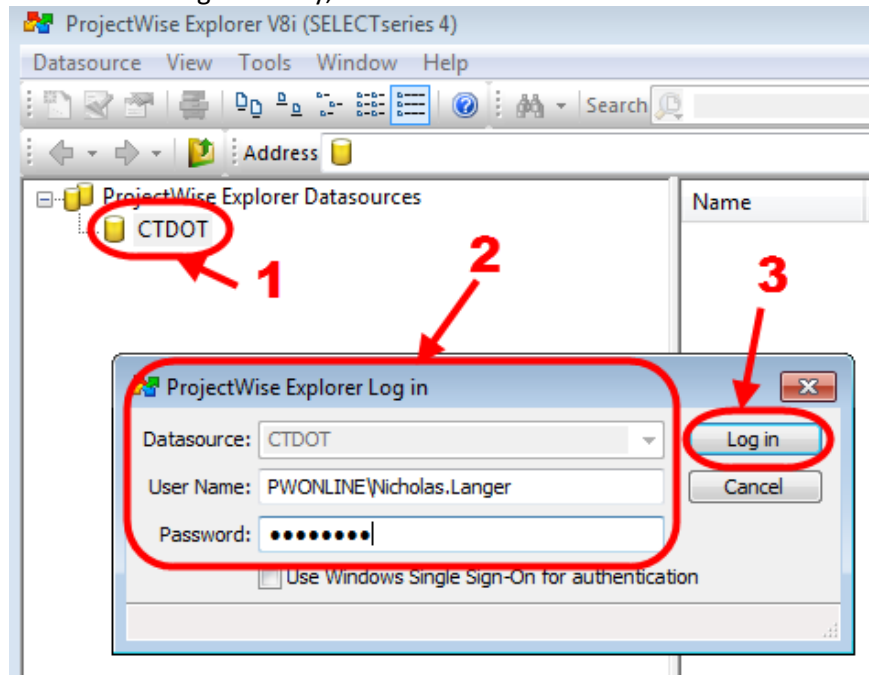 ProjectWise Explorer V8i (SELECTseries 4)
Datasource View Tools Window Help
Search
Address
ProjectWise Explorer Datasources
Name
CTDOT
1
2
3
ProjectWise Explorer Log in
Datasource: CTDOT
Log in
User Name: PWONLINE\Nicholas.Langer
Cancel
Password: ●●●●●●●●
Use Windows Single Sign-On for authentication